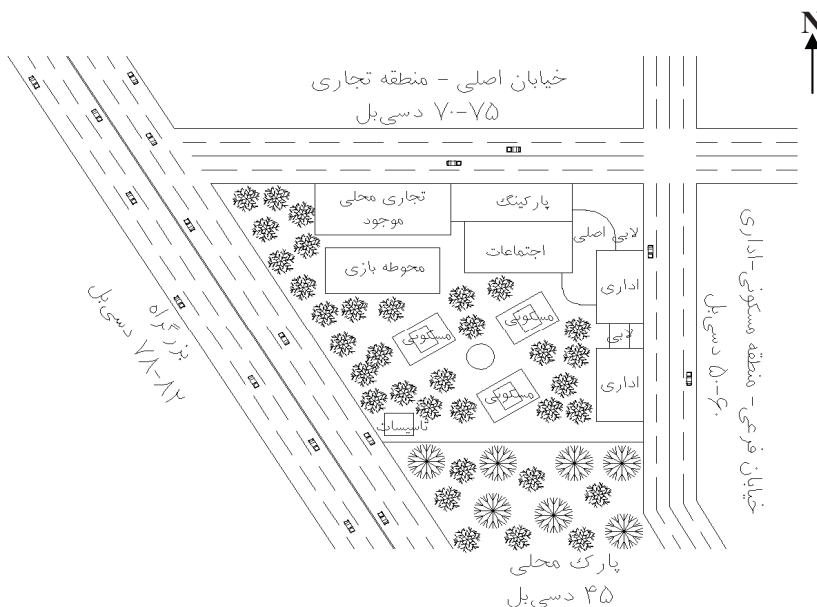 N
خیابان اصلی - منطقه تجاری
۷۰-۷۵ دسی‌بل
تجاری محلی
موجود
پارکینگ
لابی اصلی
اجتماعات
محوطه بازی
اداری
مسکونی
مسکونی
لابی
اداری
مسکونی
تاسیسات
بزرگراه
۷۸-۸۲ دسی‌بل
خیابان فرعی- منطقه مسکونی-اداری
۵۰-۶۰ دسی‌بل
پارک محلی
۴۵ دسی‌بل